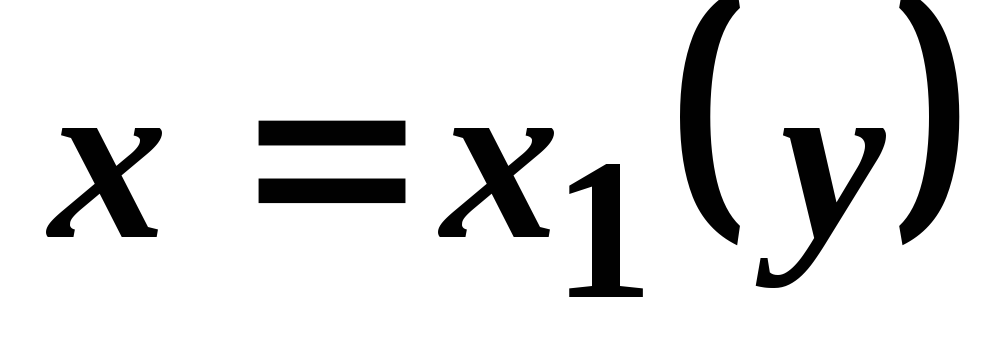 x = x₁(y)